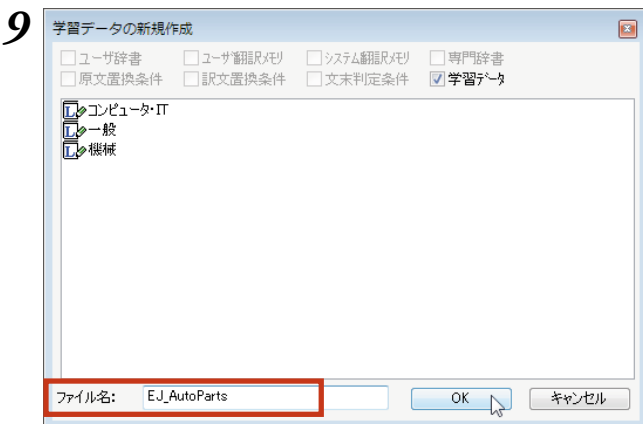 9
学習データの新規作成
ユーザ辞書 ユーザ翻訳メモリ システム翻訳メモリ 専門辞書
原文置換条件 訳文置換条件 文末判定条件 学習データ
コンピュータ・IT
一般
機械
ファイル名: EJ_AutoParts OK キャンセル